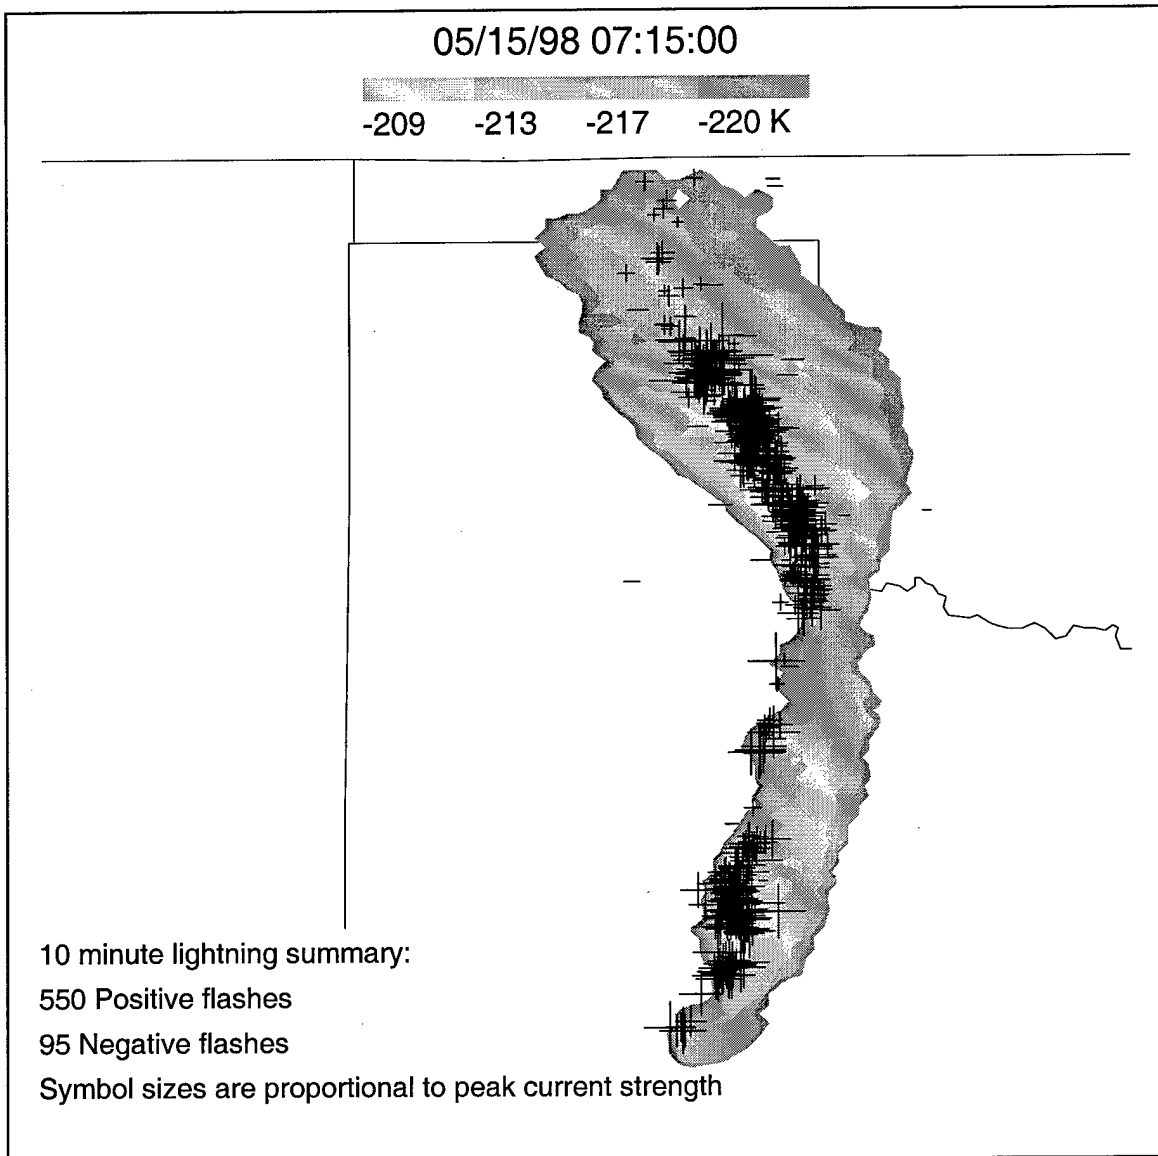 05/15/98 07:15:00
-209 -213 -217 -220 K
10 minute lightning summary:
550 Positive flashes
95 Negative flashes
Symbol sizes are proportional to peak current strength